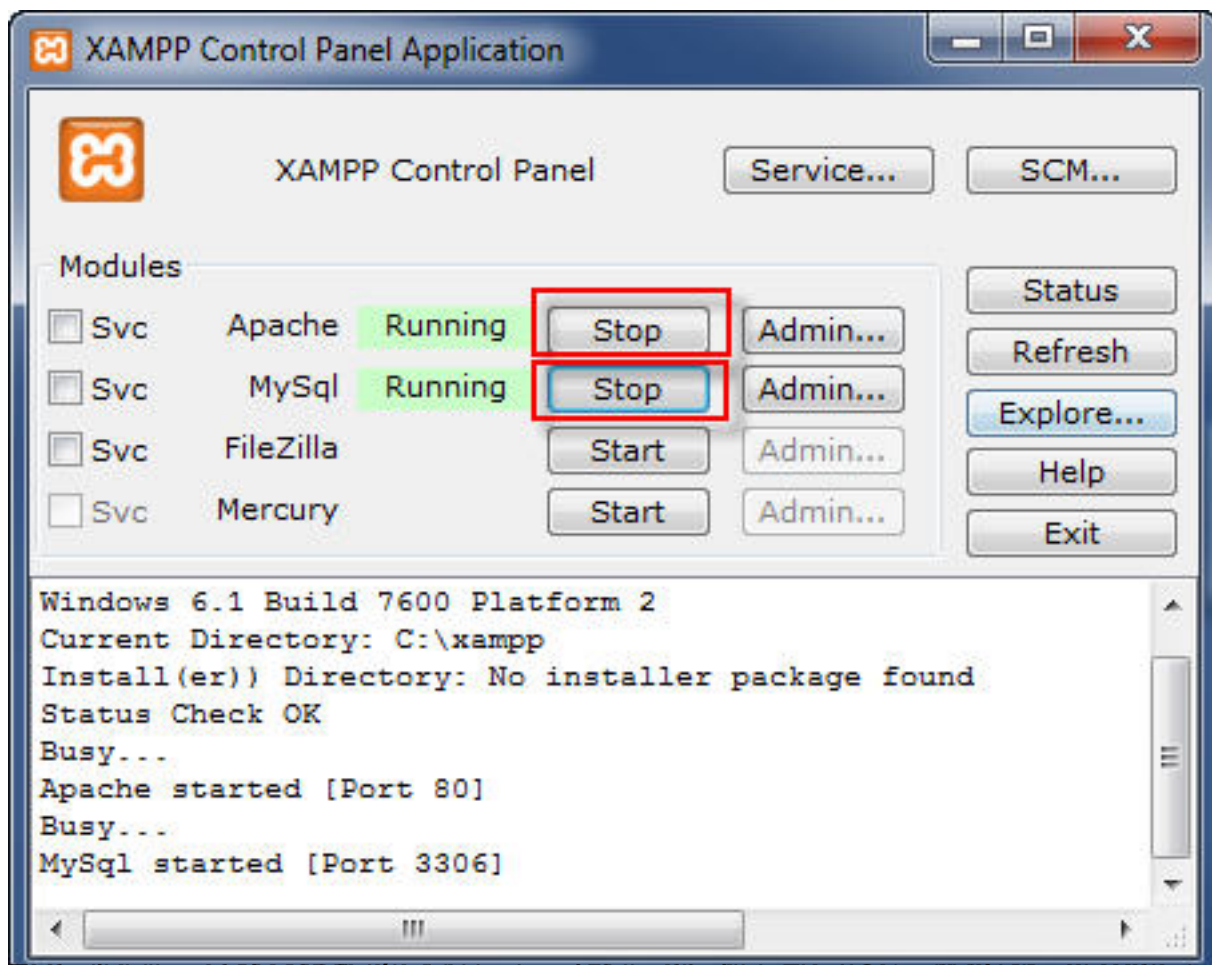 XAMPP Control Panel Application
XAMPP Control Panel Service... SCM...
Modules
Svc Apache Running Stop Admin...
Svc MySql Running Stop Admin...
Svc FileZilla Start Admin...
Svc Mercury Start Admin...
Status
Refresh
Explore...
Help
Exit
Windows 6.1 Build 7600 Platform 2
Current Directory: C:\xampp
Install(er)) Directory: No installer package found
Status Check OK
Busy...
Apache started [Port 80]
Busy...
MySql started [Port 3306]